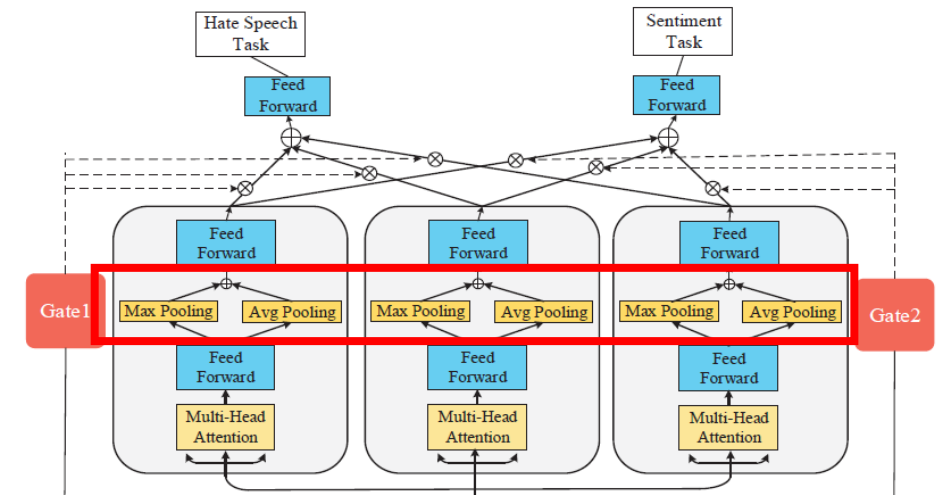 Hate Speech
Task
Sentiment
Task
Feed
Forward
Feed
Forward
Feed
Forward
Feed
Forward
Feed
Forward
Gate1
Max Pooling
Avg Pooling
Max Pooling
Avg Pooling
Max Pooling
Avg Pooling
Gate2
Feed
Forward
Feed
Forward
Feed
Forward
Multi-Head
Attention
Multi-Head
Attention
Multi-Head
Attention